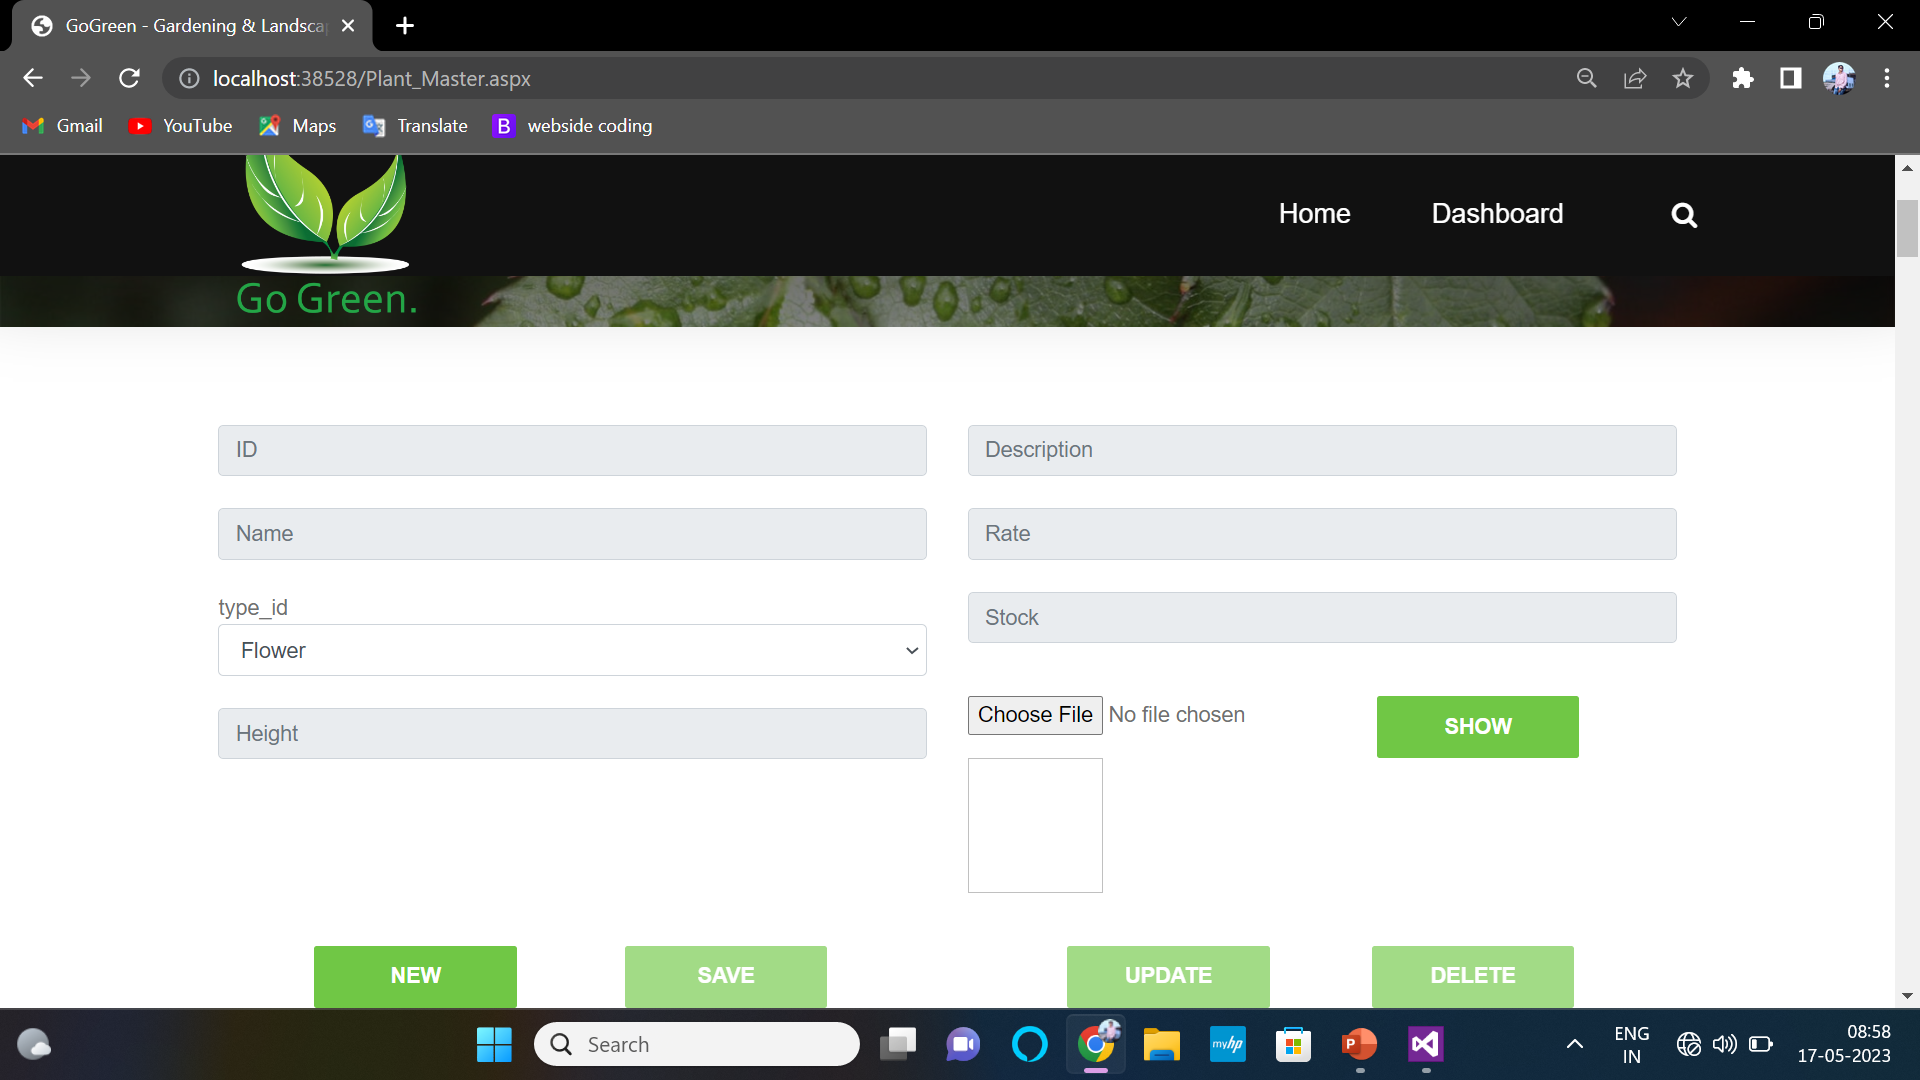 GoGreen - Gardening & Landsca
localhost:38528/Plant_Master.aspx
Gmail
YouTube
Maps
Translate
B
webside coding
Go Green.
Home
Dashboard
ID
Description
Name
Rate
type_id
Flower
Stock
Height
Choose File No file chosen
SHOW
NEW
SAVE
UPDATE
DELETE
Search
myhp
P
ENG
IN
08:58
17-05-2023